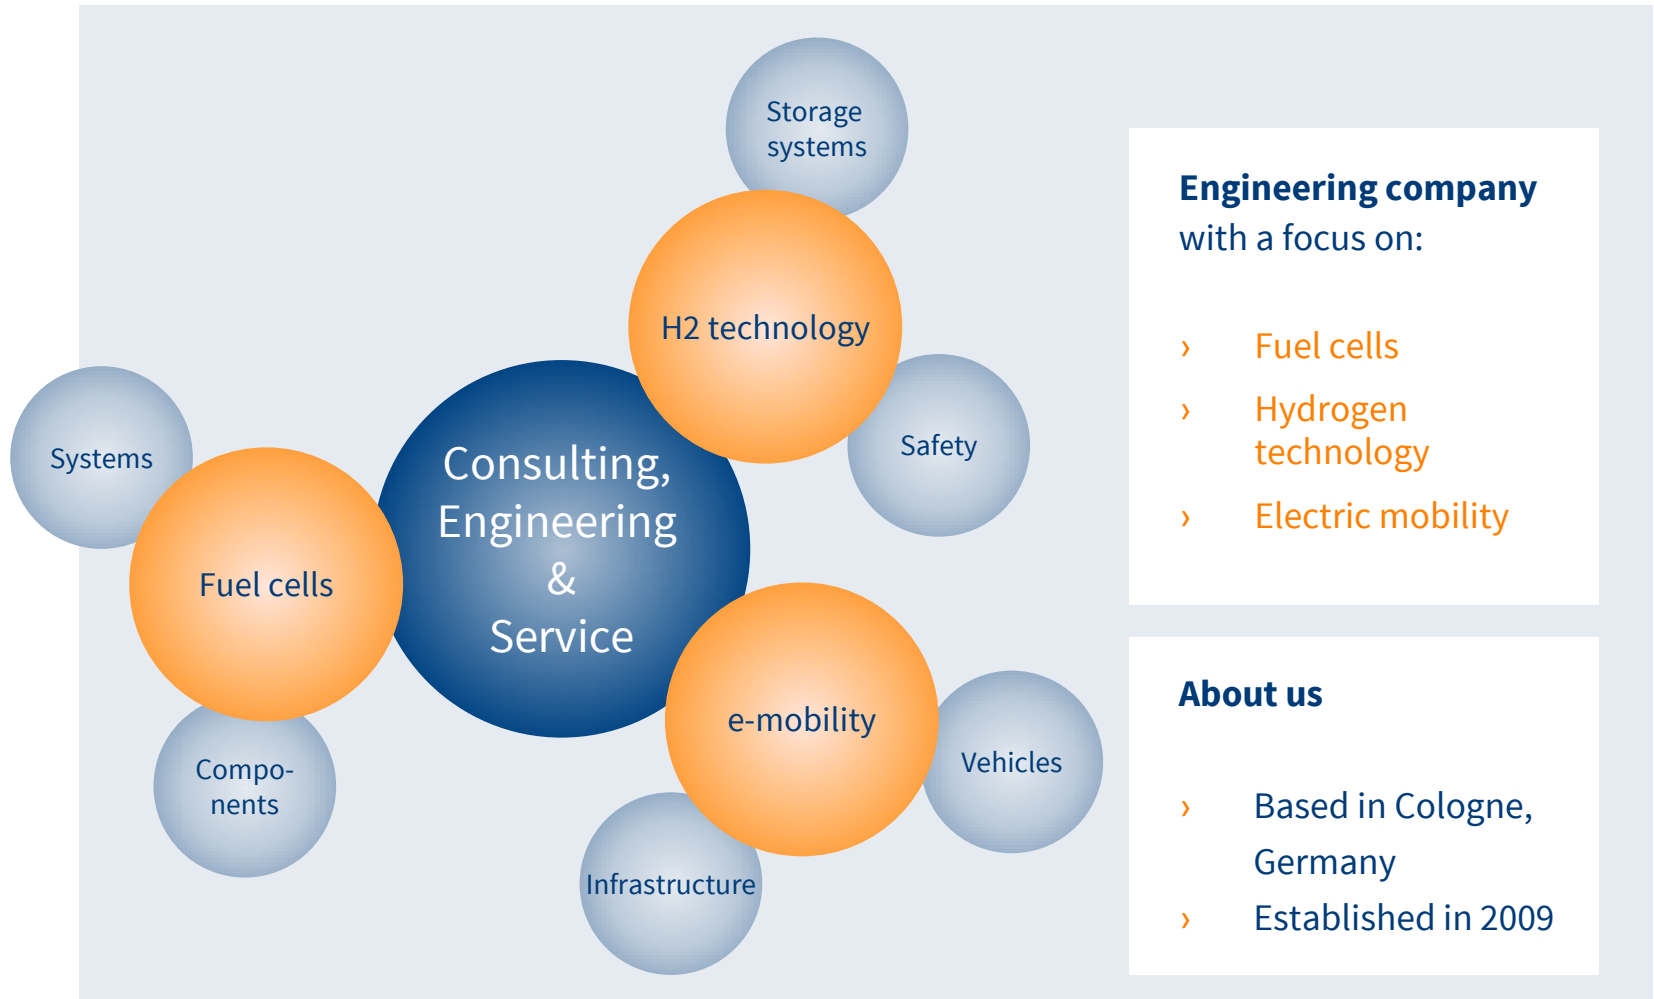 Storage
systems
H2 technology
Safety
Systems
Fuel cells
Compo-
nents
Consulting,
Engineering
&
Service
e-mobility
Vehicles
Infrastructure
Engineering company
with a focus on:
› Fuel cells
› Hydrogen
technology
› Electric mobility
About us
› Based in Cologne,
Germany
› Established in 2009